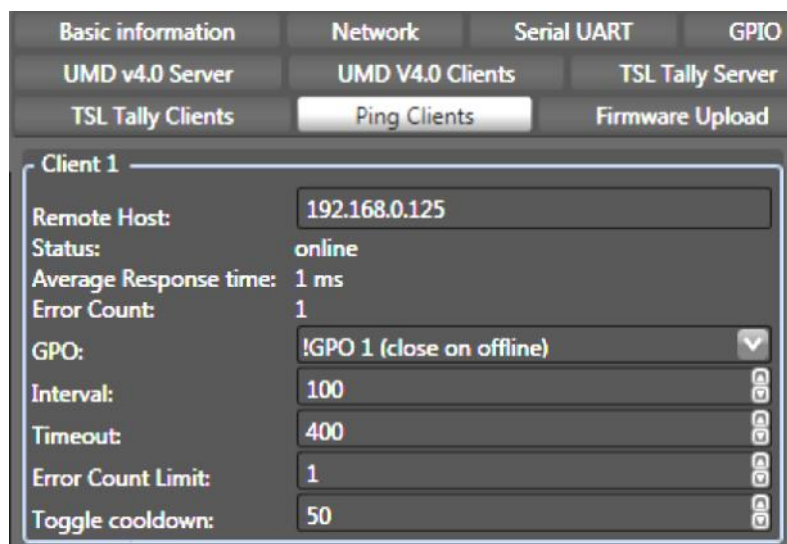 Basic information Network Serial UART GPIO
UMD v4.0 Server UMD V4.0 Clients TSL Tally Server
TSL Tally Clients Ping Clients Firmware Upload
Client 1
Remote Host: 192.168.0.125
Status: online
Average Response time: 1 ms
Error Count: 1
GPO: !GPO 1 (close on offline)
Interval: 100
Timeout: 400
Error Count Limit: 1
Toggle cooldown: 50